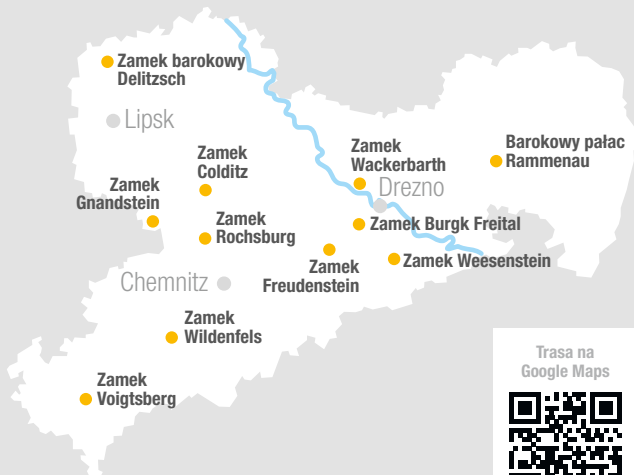 Zamek barokowy
Delitzsch
Lipsk
Zamek
Colditz
Zamek
Wackerbarth
Barokowy pałac
Rammenau
Zamek
Gnandstein
Drezno
Zamek
Rochsburg
Zamek Burgk Freital
Zamek
Freudenstein
Zamek Weesenstein
Chemnitz
Zamek
Wildenfels
Zamek
Voigtsberg
Trasa na
Google Maps